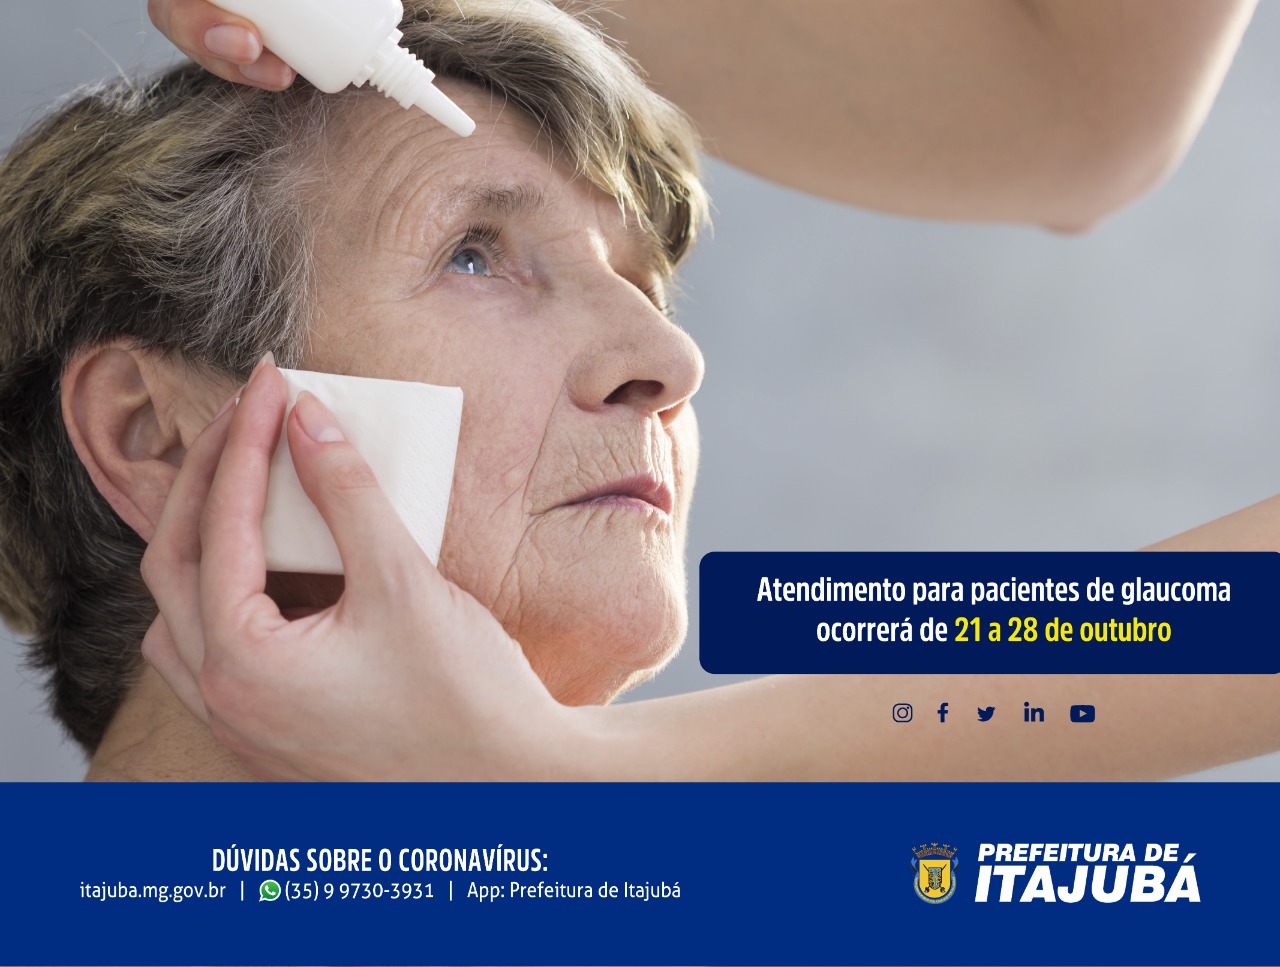 Atendimento para pacientes de glaucoma
ocorrerá de 21 a 28 de outubro
DÚVIDAS SOBRE O CORONAVÍRUS:
itajuba.mg.gov.br | (35) 9 9730-3931 | App: Prefeitura de Itajubá
PREFEITURA DE
ITAJUBÁ